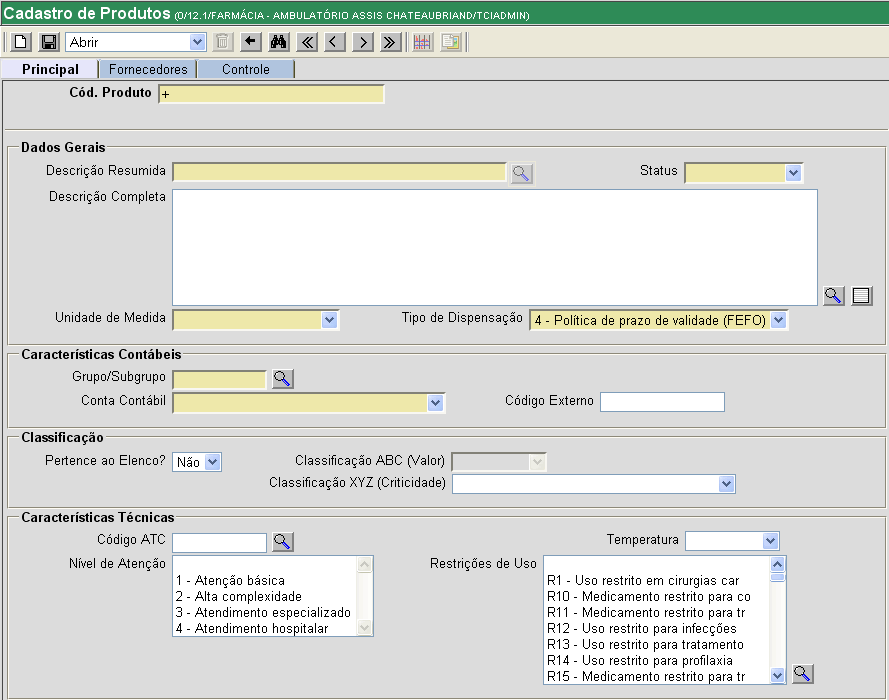 Cadastro de Produtos (0/12.1/FARMÁCIA - AMBULATÓRIO ASSIS CHATEAUBRIAND/TCIADMIN)
Abrir
Principal Fornecedores Controle
Cód. Produto +
Dados Gerais
Descrição Resumida Status
Descrição Completa
Unidade de Medida Tipo de Dispensação 4 - Política de prazo de validade (FEFO)
Características Contábeis
Grupo/Subgrupo
Conta Contábil Código Externo
Classificação
Pertence ao Elenco? Não Classificação ABC (Valor)
Classificação XYZ (Criticidade)
Características Técnicas
Código ATC Temperatura
Nível de Atenção Restrições de Uso
1 - Atenção básica R1 - Uso restrito em cirurgias car
2 - Alta complexidade R10 - Medicamento restrito para co
3 - Atendimento especializado R11 - Medicamento restrito para tr
4 - Atendimento hospitalar R12 - Uso restrito para infecções
R13 - Uso restrito para tratamento
R14 - Uso restrito para profilaxia
R15 - Medicamento restrito para tr